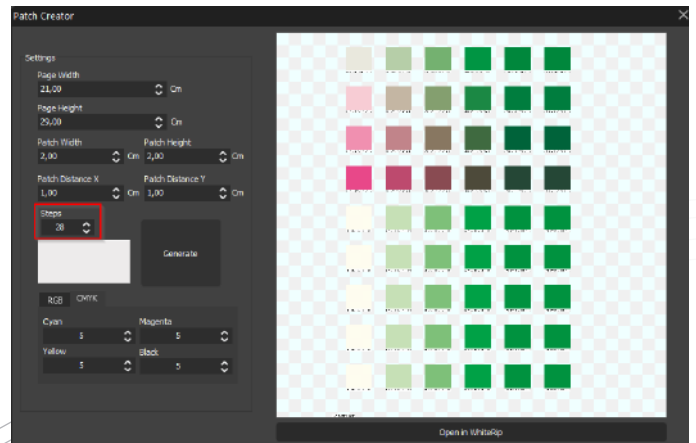 Patch Creator
Settings
Page Width
21,00 Cm
Page Height
29,00 Cm
Patch Width Patch Height
2,00 Cm 2,00 Cm
Patch Distance X Patch Distance Y
1,00 Cm 1,00 Cm
Steps
28
Generate
RGB CMYK
Cyan Magenta
5 5
Yellow Black
5 5
Open in WhiteRip